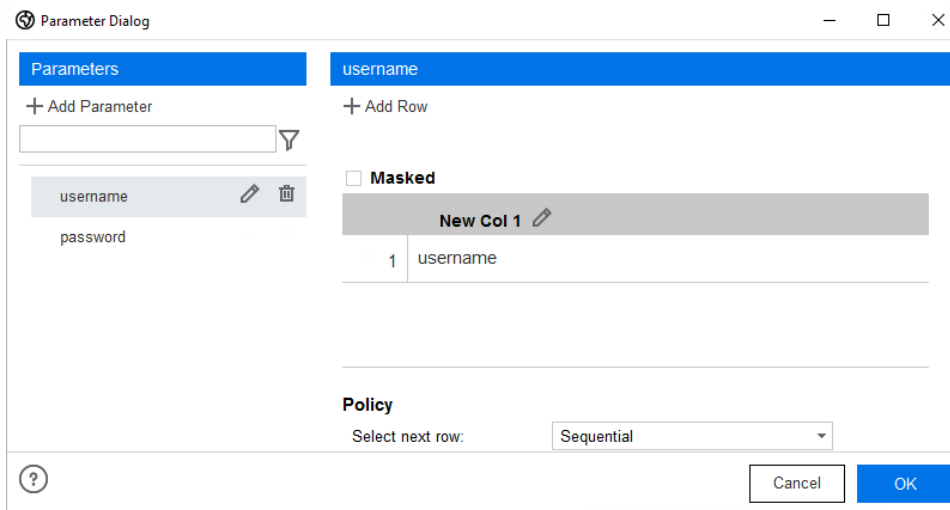 Parameter Dialog
Parameters
Add Parameter
username
password
username
Add Row
Masked
New Col 1
1 username
Policy
Select next row: Sequential
?
Cancel OK